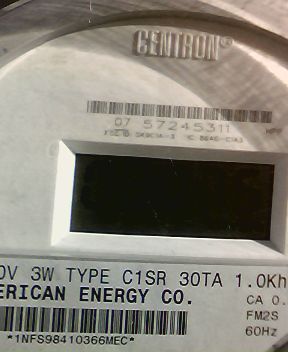 CENTRON®
07 57245311
0V 3W TYPE C1SR 30TA 1.0Kh
ERICAN ENERGY CO.
CA 0.
FM2S
60Hz
*1NFS98410366MEC*